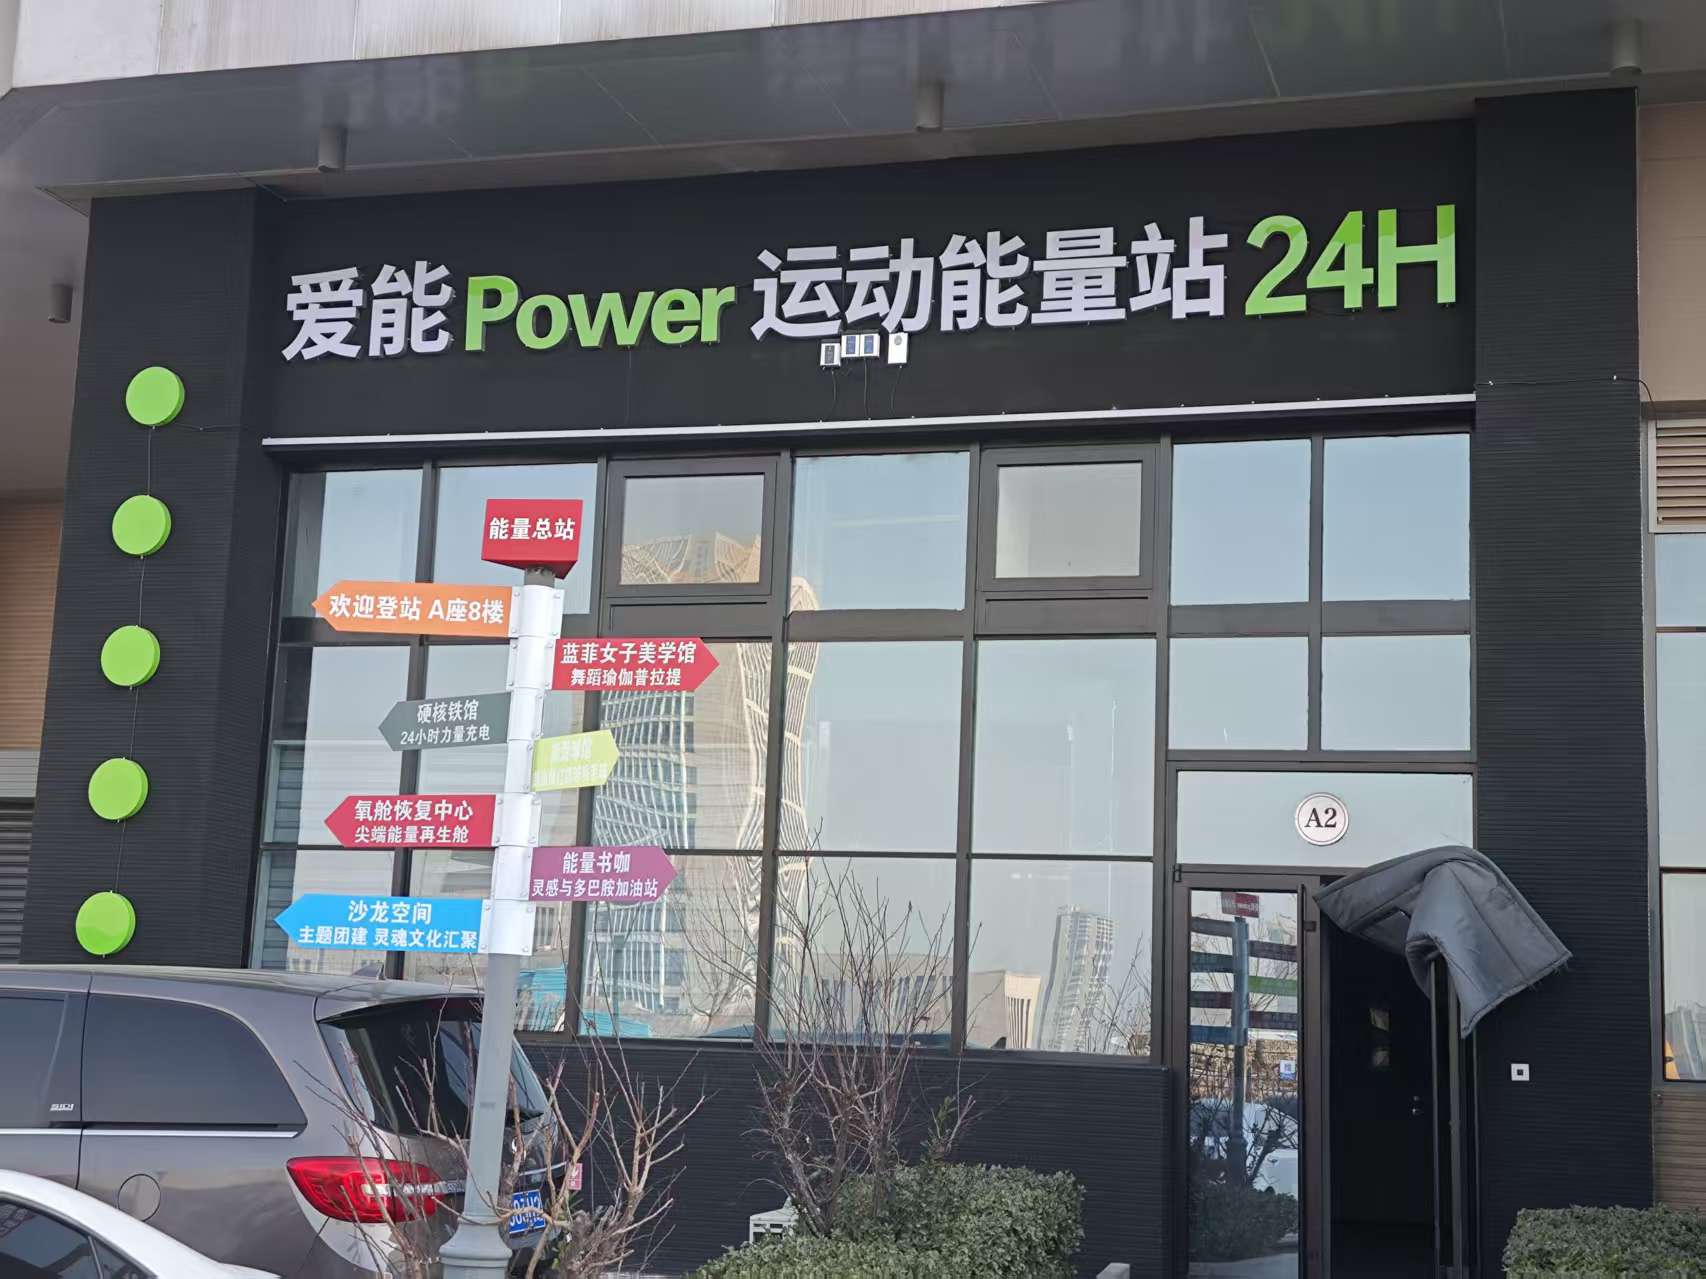 爱能Power运动能量站24H
能量总站
欢迎登站 A座8楼
蓝菲女子美学馆
舞蹈瑜伽普拉提
硬核铁馆
24小时力量充电
氧舱恢复中心
尖端能量再生舱
能量书咖
灵感与多巴胺加油站
沙龙空间
主题团建 灵魂文化汇聚
A2